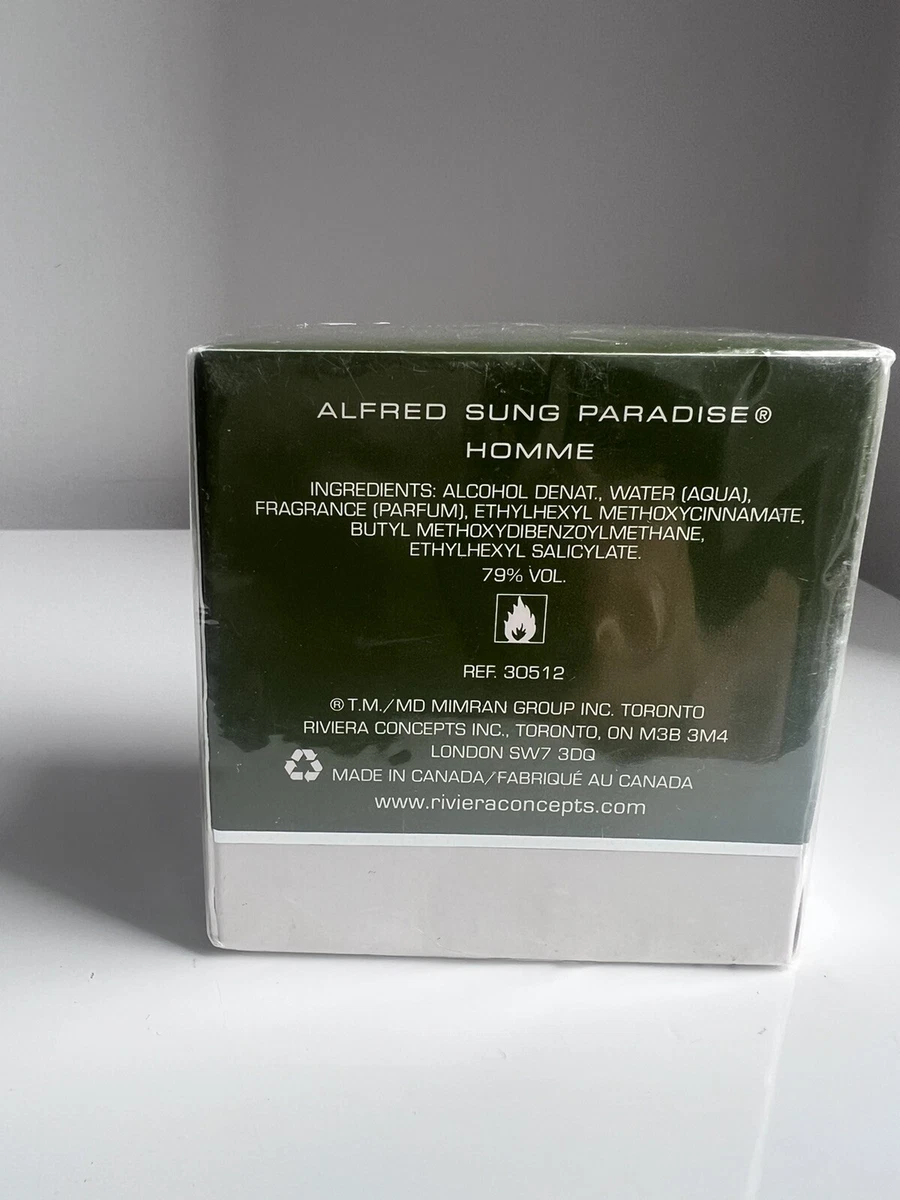 ALFRED SUNG PARADISE®
HOMME
INGREDIENTS: ALCOHOL DENAT., WATER (AQUA),
FRAGRANCE (PARFUM), ETHYLHEXYL METHOXYCINNAMATE,
BUTYL METHOXYDIBENZOYLMETHANE,
ETHYLHEXYL SALICYLATE.
79% VOL.
REF. 30512
® T.M./MD MIMRAN GROUP INC. TORONTO
RIVIERA CONCEPTS INC., TORONTO, ON M3B 3M4
LONDON SW7 3DQ
MADE IN CANADA/FABRIQUÉ AU CANADA
www.rivieraconcepts.com